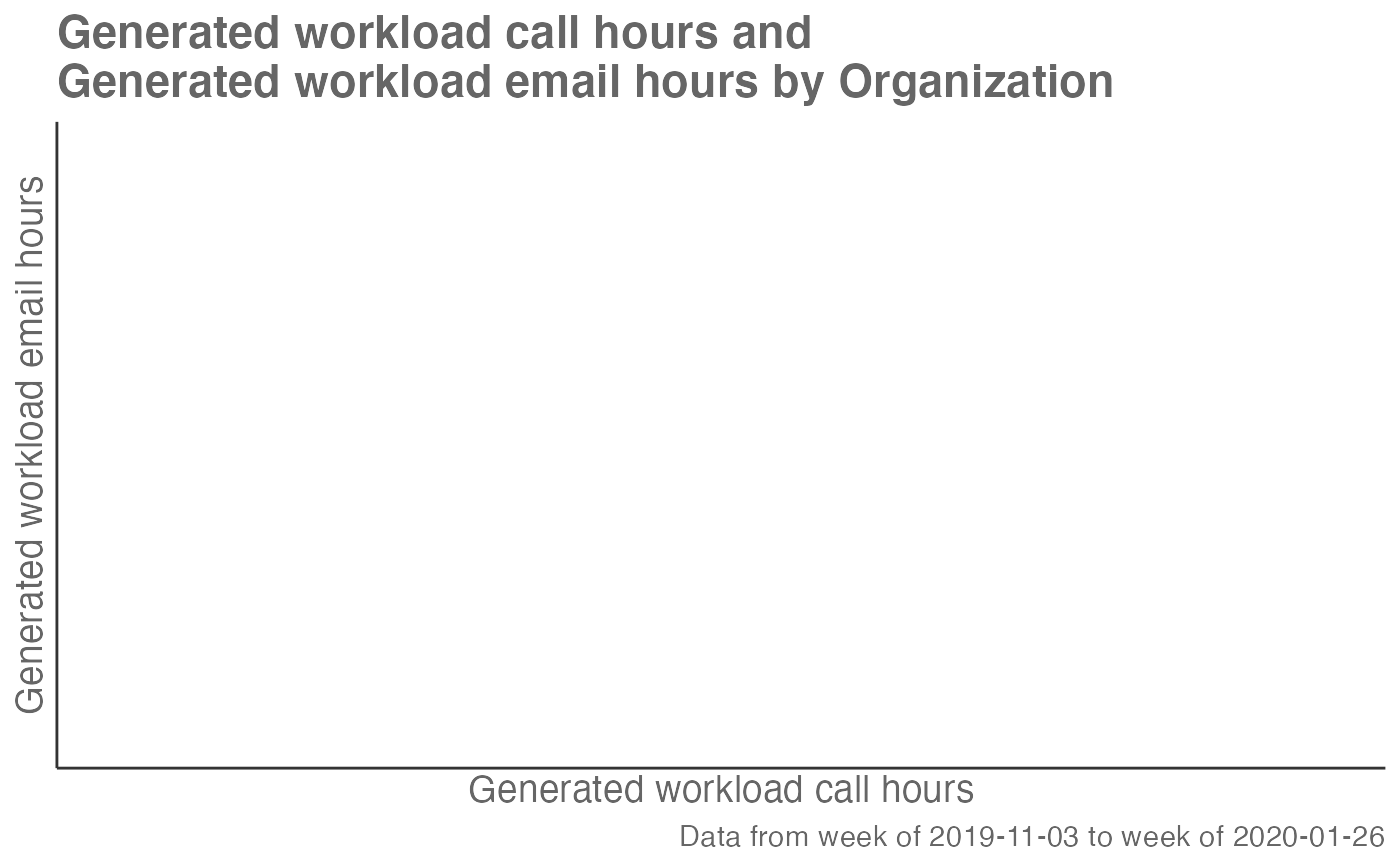 Generated workload call hours and
Generated workload email hours by Organization
Generated workload email hours
Generated workload call hours
Data from week of 2019-11-03 to week of 2020-01-26